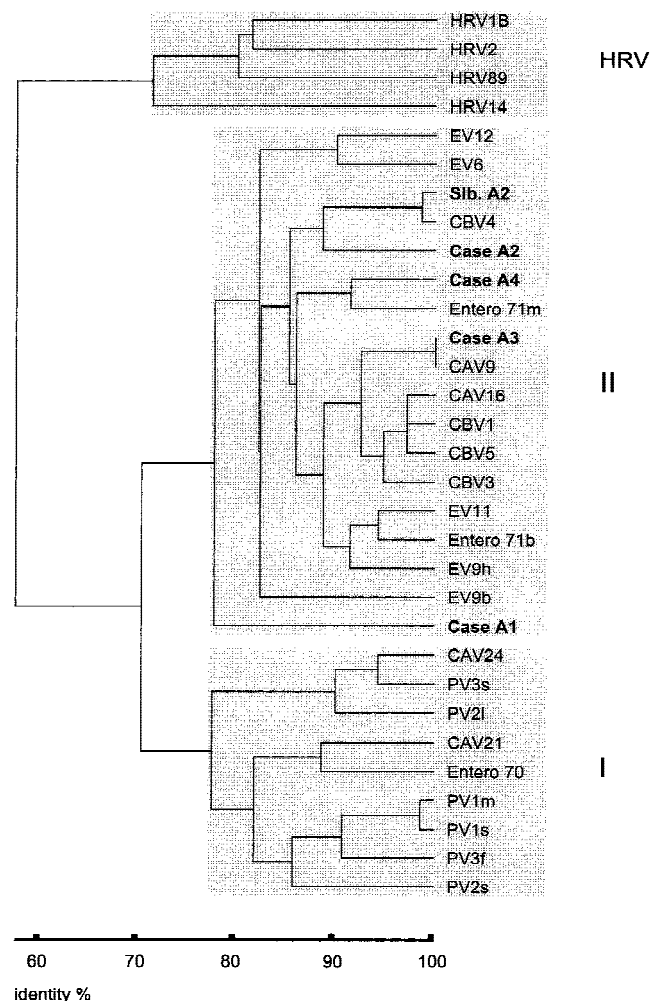 HRV1B
HRV2
HRV89
HRV14
HRV
EV12
EV6
Sib. A2
CBV4
Case A2
Case A4
Entero 71m
Case A3
CAV9
CAV16
CBV1
CBV5
CBV3
EV11
Entero 71b
EV9h
EV9b
Case A1
II
CAV24
PV3s
PV2l
CAV21
Entero 70
PV1m
PV1s
PV3f
PV2s
I
60 70 80 90 100
identity %